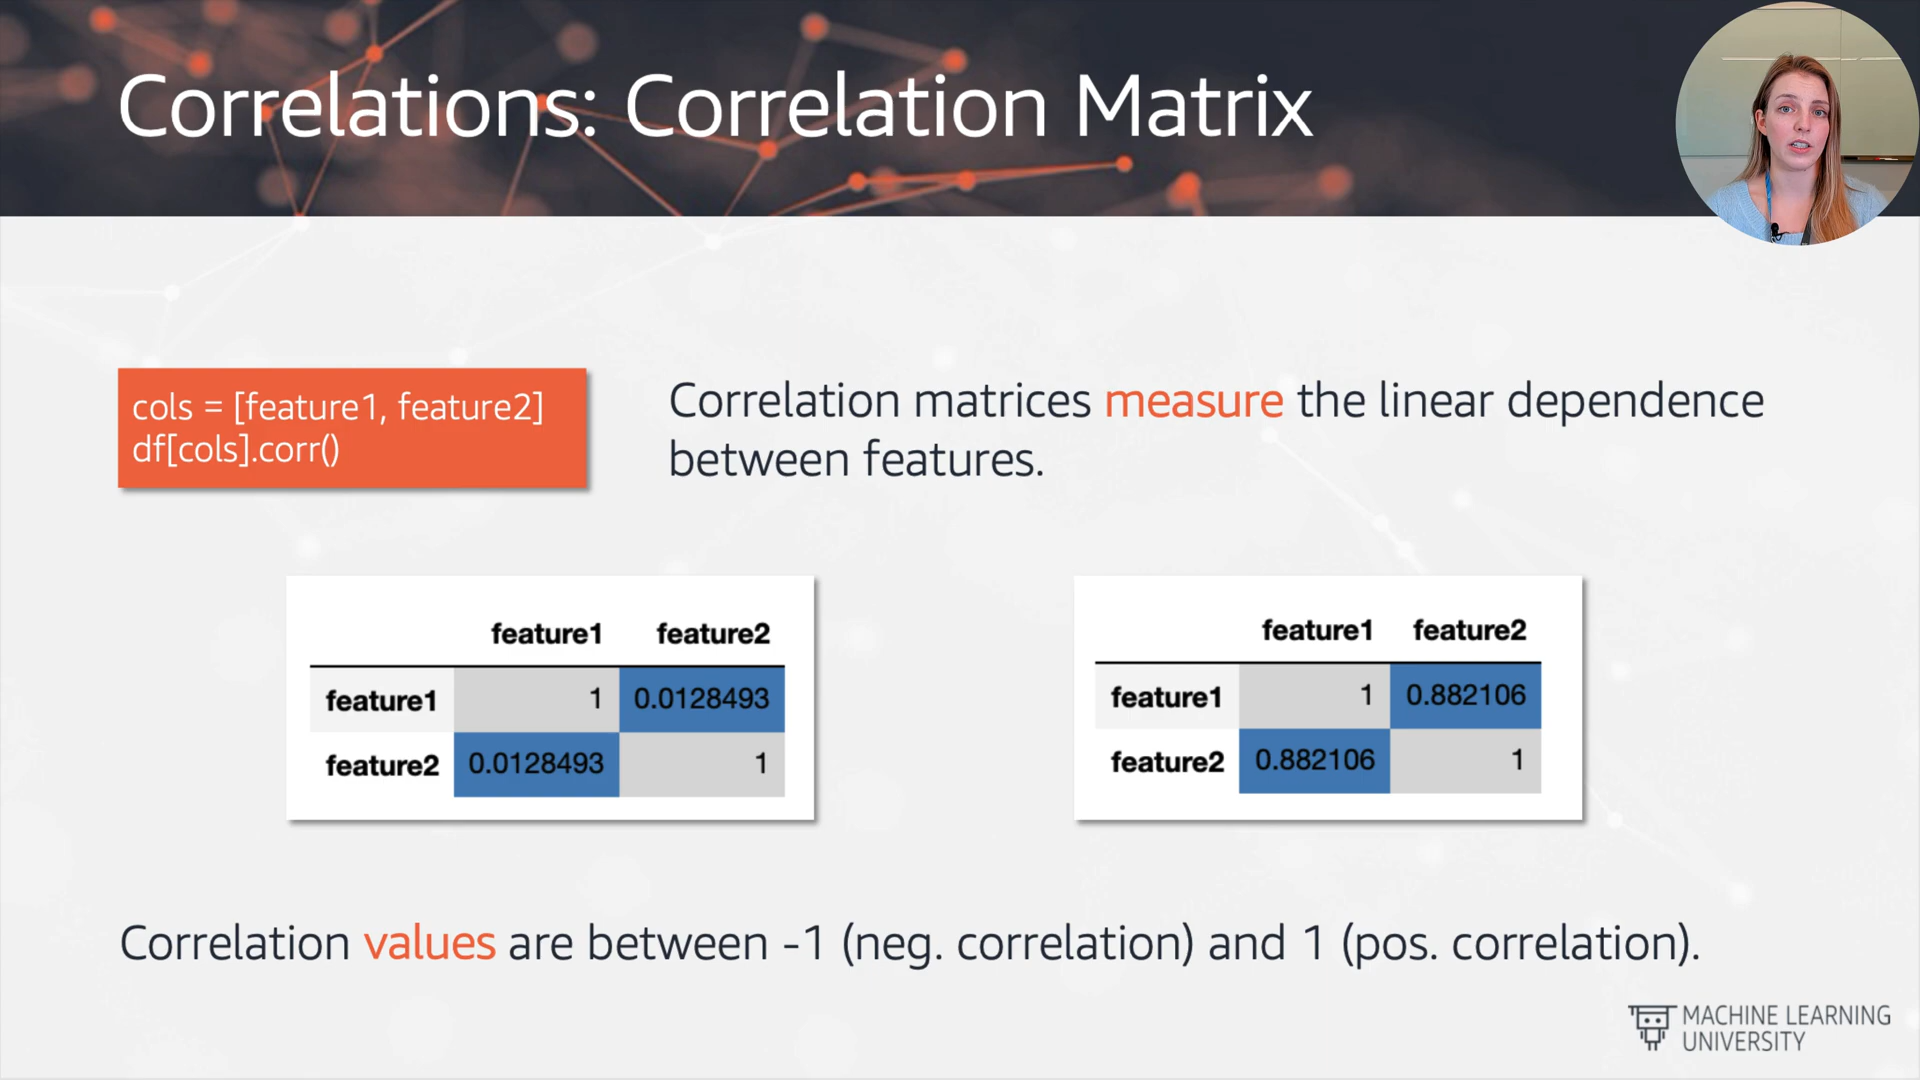 Correlations: Correlation Matrix
cols = [feature1, feature2]
df[cols].corr()
Correlation matrices measure the linear dependence
between features.
feature1 feature2
feature1 1 0.0128493
feature2 0.0128493 1
feature1 feature2
feature1 1 0.882106
feature2 0.882106 1
Correlation values are between -1 (neg. correlation) and 1 (pos. correlation).
MACHINE LEARNING
UNIVERSITY